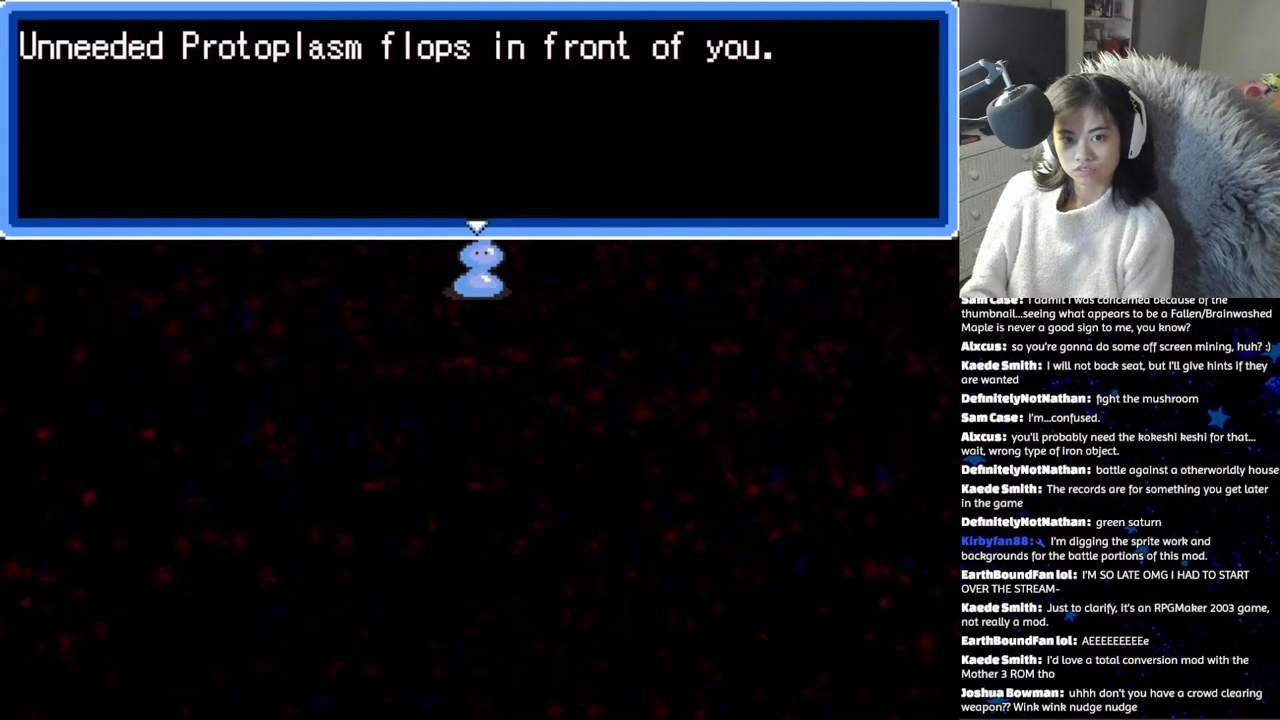 Unneeded Protoplasm flops in front of you.
Sam Case: I admit I was concerned because of the
thumbnail...seeing what appears to be a Fallen/Brainwashed
Maple is never a good sign to me, you know?
Alxcus: so you're gonna do some off screen mining, huh? :)
Kaede Smith: I will not back seat, but I'll give hints if they
are wanted
DefinitelyNotNathan: fight the mushroom
Sam Case: I'm...confused.
Alxcus: you'll probably need the kokeshi keshi for that...
wait, wrong type of iron object.
DefinitelyNotNathan: battle against a otherworldly house
Kaede Smith: The records are for something you get later
in the game
DefinitelyNotNathan: green saturn
Kirbyfan88: I'm digging the sprite work and
backgrounds for the battle portions of this mod.
EarthBoundFan lol: I'M SO LATE OMG I HAD TO START
OVER THE STREAM-
Kaede Smith: Just to clarify, it's an RPGMaker 2003 game,
not really a mod.
EarthBoundFan lol: AEEEEEEEEe
Kaede Smith: I'd love a total conversion mod with the
Mother 3 ROM tho
Joshua Bowman: uhhh don't you have a crowd clearing
weapon?? Wink wink nudge nudge